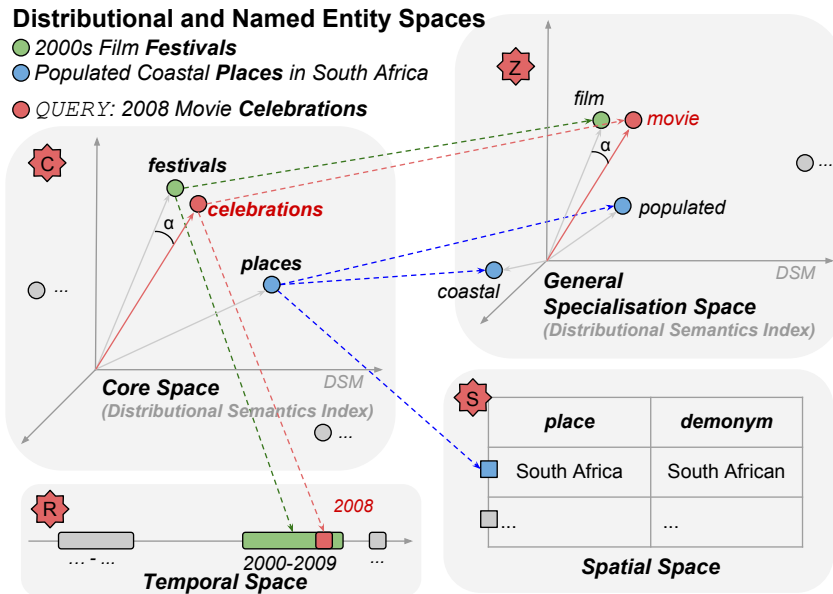 Distributional and Named Entity Spaces
2000s Film Festivals
Populated Coastal Places in South Africa
QUERY: 2008 Movie Celebrations
C
festivals
α
celebrations
places
...
...
DSM
Core Space
(Distributional Semantics Index)
Z
film
movie
α
...
populated
coastal
DSM
General
Specialisation Space
(Distributional Semantics Index)
R
2008
... - ...
2000-2009
...
Temporal Space
S
place demonym
South Africa South African
... ...
Spatial Space